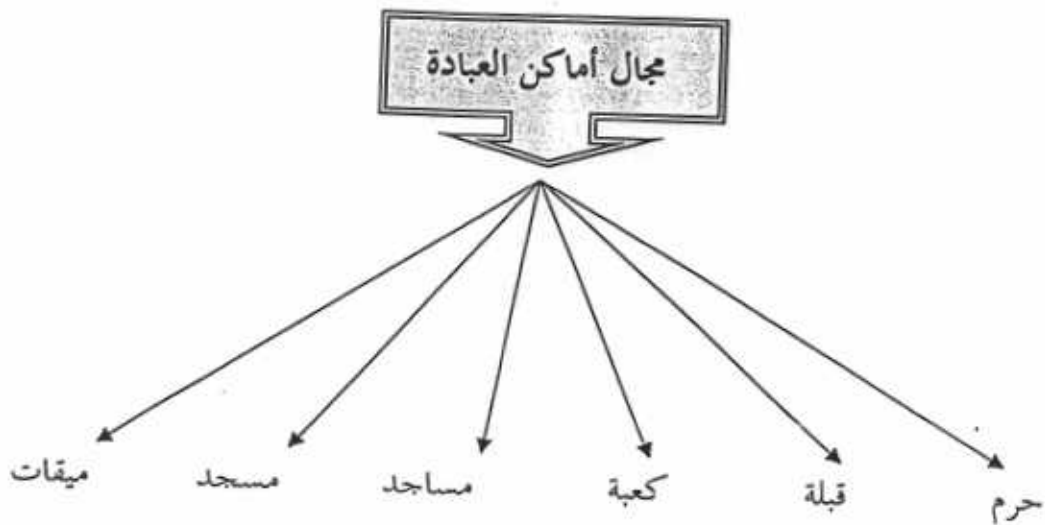 مجال أماكن العبادة
حرم قبلة كعبة مساجد مسجد ميقات